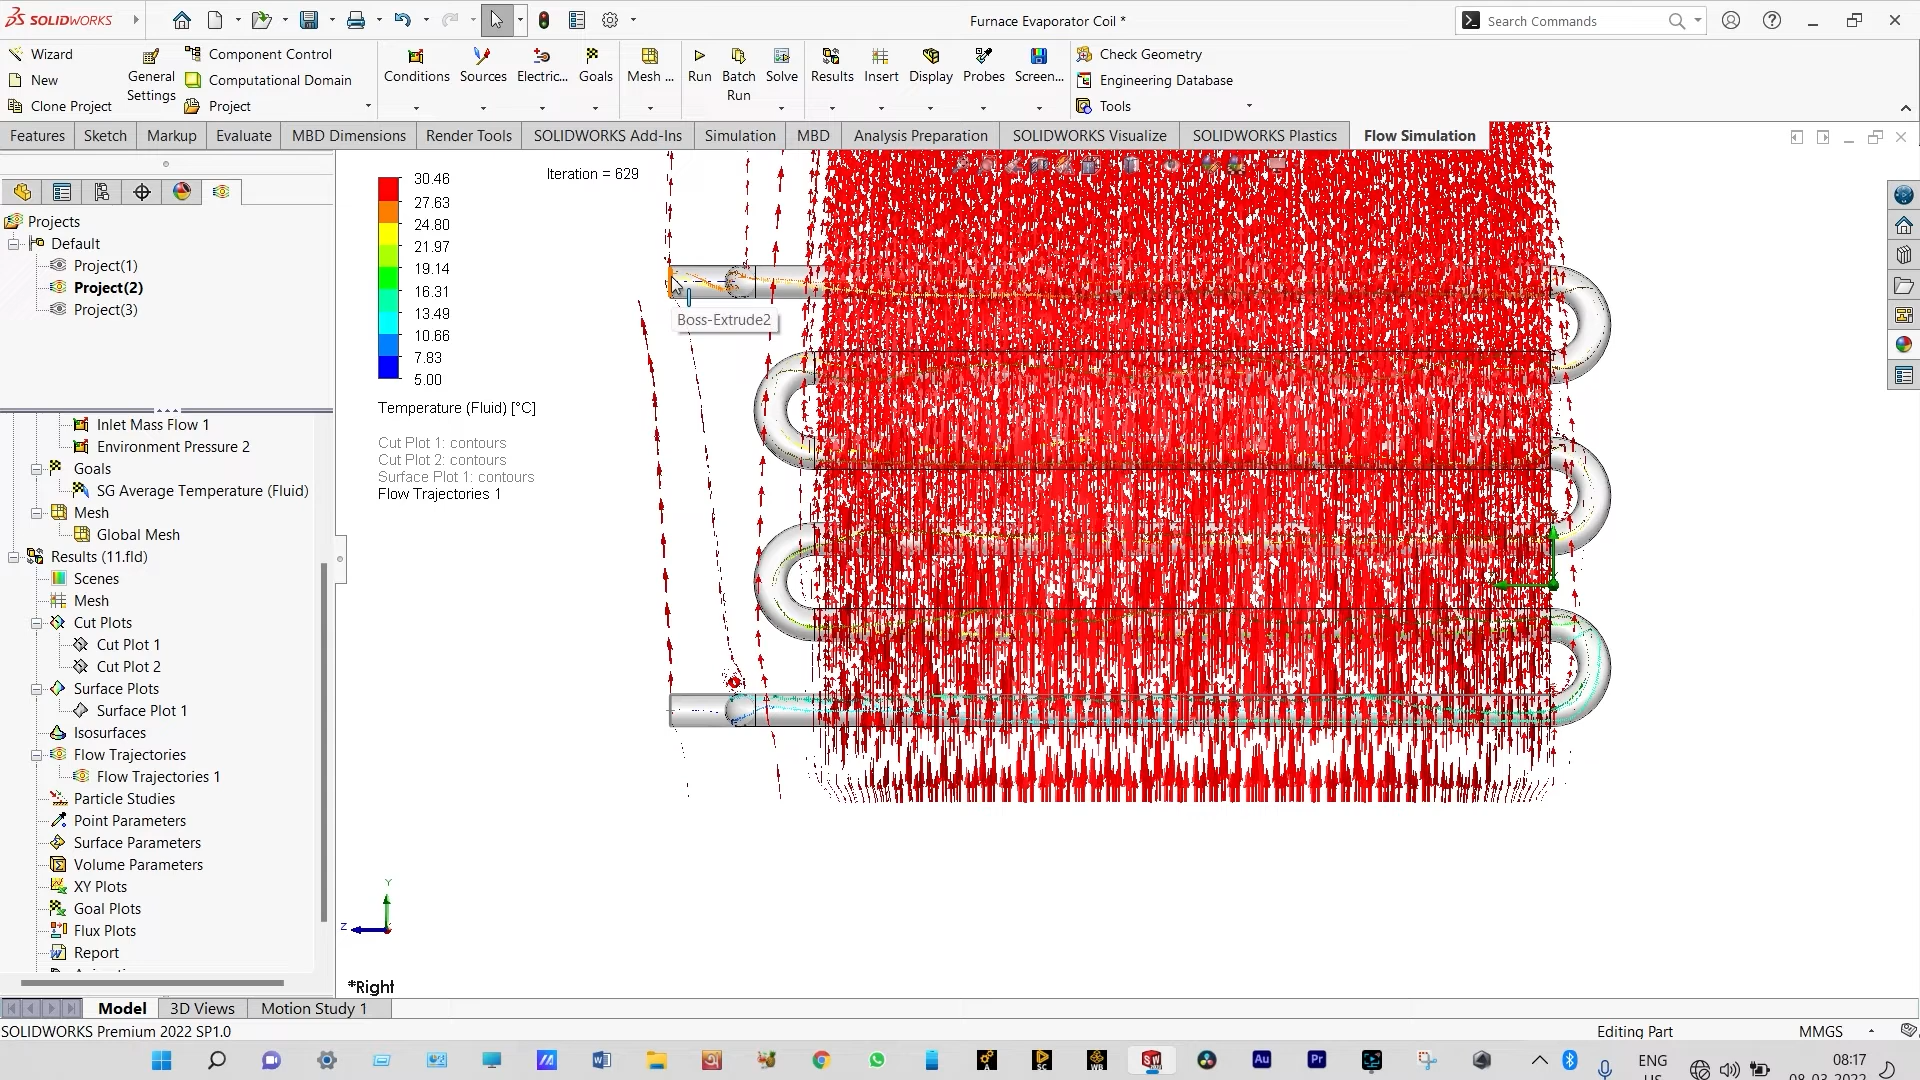 SOLIDWORKS
Furnace Evaporator Coil *
Search Commands
Wizard
New
Clone Project
General Settings
Component Control
Computational Domain
Project
Conditions
Sources
Electric...
Goals
Mesh ...
Run
Batch Run
Solve
Results
Insert
Display
Probes
Screen...
Check Geometry
Engineering Database
Tools
Features
Sketch
Markup
Evaluate
MBD Dimensions
Render Tools
SOLIDWORKS Add-Ins
Simulation
MBD
Analysis Preparation
SOLIDWORKS Visualize
SOLIDWORKS Plastics
Flow Simulation
Projects
Default
Project(1)
Project(2)
Project(3)
Inlet Mass Flow 1
Environment Pressure 2
Goals
SG Average Temperature (Fluid)
Mesh
Global Mesh
Results (11.fld)
Scenes
Mesh
Cut Plots
Cut Plot 1
Cut Plot 2
Surface Plots
Surface Plot 1
Isosurfaces
Flow Trajectories
Flow Trajectories 1
Particle Studies
Point Parameters
Surface Parameters
Volume Parameters
XY Plots
Goal Plots
Flux Plots
Report
30.46
27.63
24.80
21.97
19.14
16.31
13.49
10.66
7.83
5.00
Temperature (Fluid) [°C]
Cut Plot 1: contours
Cut Plot 2: contours
Surface Plot 1: contours
Flow Trajectories 1
Iteration = 629
Boss-Extrude2
Y
Z
*Right
Model
3D Views
Motion Study 1
SOLIDWORKS Premium 2022 SP1.0
Editing Part
MMGS
ENG
08:17